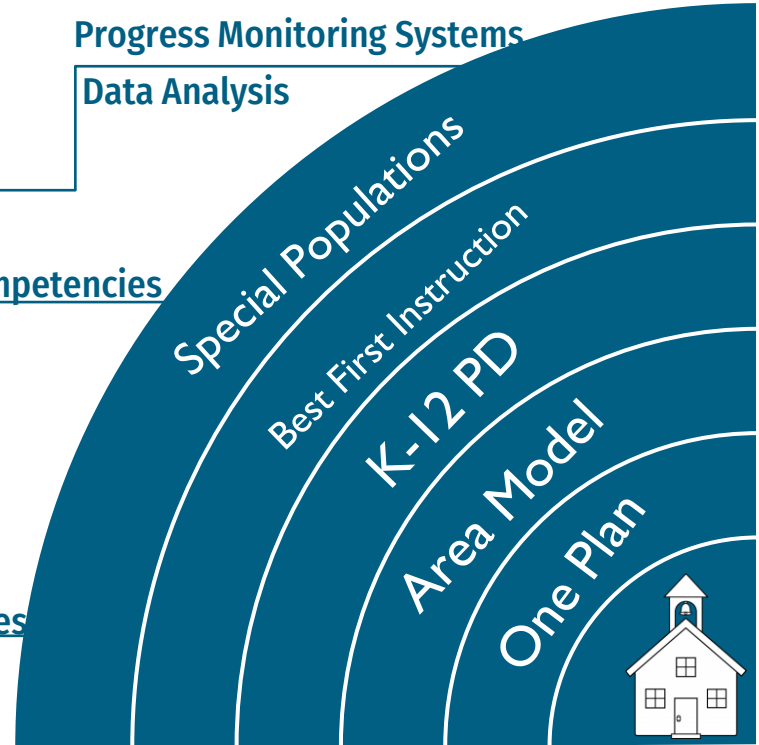 Progress Monitoring Systems
Data Analysis
Special Populations
Best First Instruction
K-12 PD
Area Model
One Plan